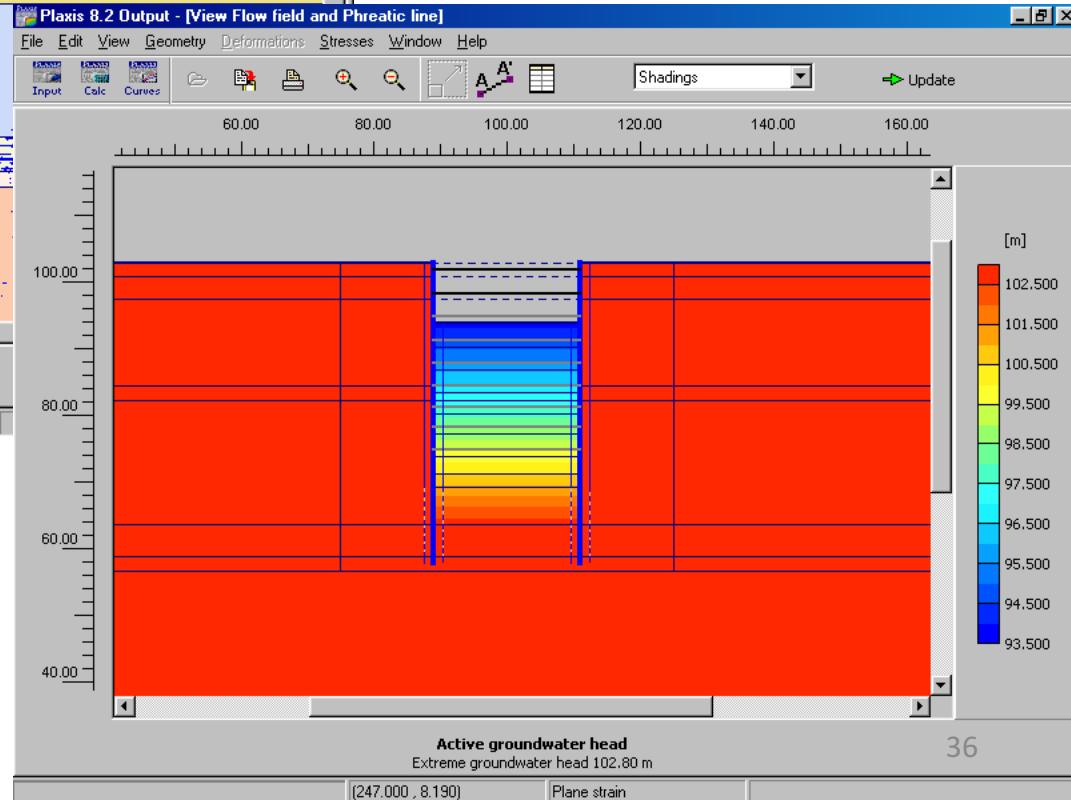 Plaxis 8.2 Output - [View Flow field and Phreatic line]
File Edit View Geometry Deformations Stresses Window Help
Input Calc Curves A A' Shadings Update
60.00 80.00 100.00 120.00 140.00 160.00
100.00
80.00
60.00
40.00
[m]
102.500
101.500
100.500
99.500
98.500
97.500
96.500
95.500
94.500
93.500
Active groundwater head
Extreme groundwater head 102.80 m
36
(247.000 , 8.190) Plane strain